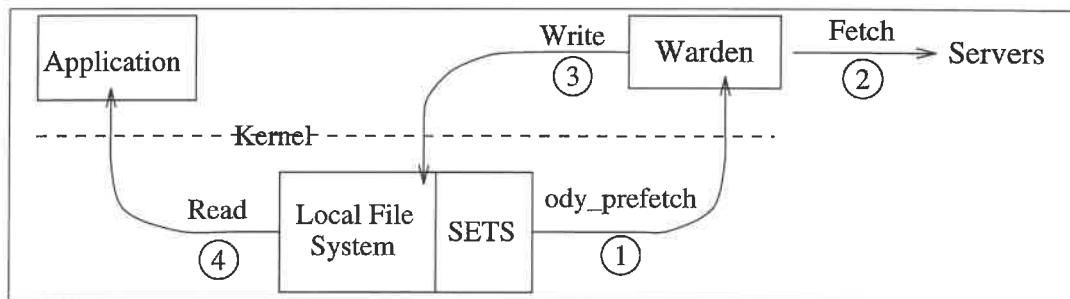 Application
Write
3
Warden
Fetch
2
Servers
Kernel
Read
4
Local File
System
SETS
ody_prefetch
1